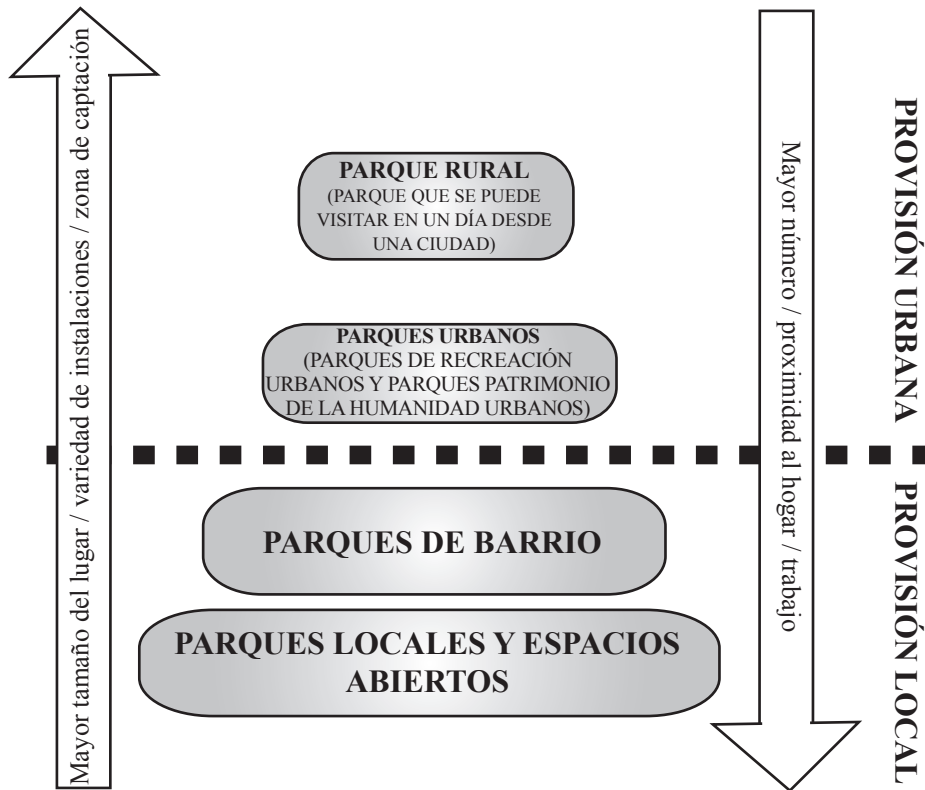 Mayor tamaño del lugar / variedad de instalaciones / zona de captación
PARQUE RURAL
(PARQUE QUE SE PUEDE
VISITAR EN UN DÍA DESDE
UNA CIUDAD)
PARQUES URBANOS
(PARQUES DE RECREACIÓN
URBANOS Y PARQUES PATRIMONIO
DE LA HUMANIDAD URBANOS)
PARQUES DE BARRIO
PARQUES LOCALES Y ESPACIOS
ABIERTOS
Mayor número / proximidad al hogar / trabajo
PROVISIÓN URBANA
PROVISIÓN LOCAL